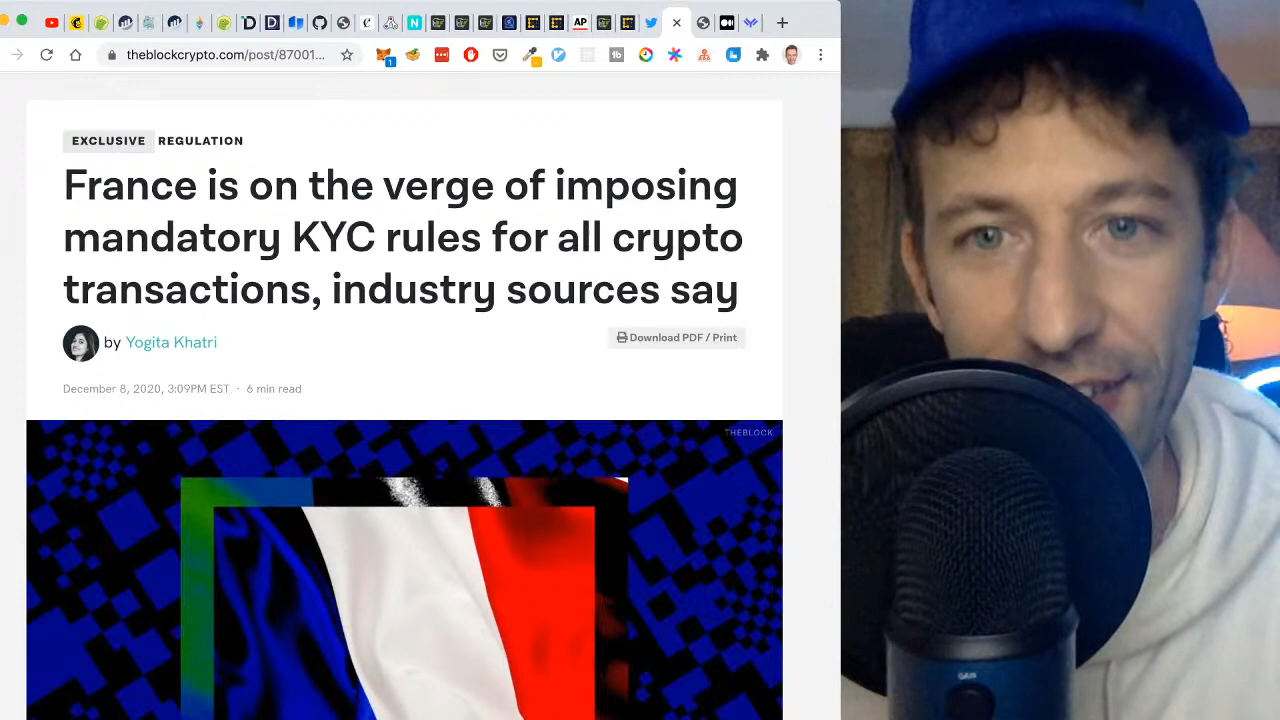 theblockcrypto.com/post/87001...
EXCLUSIVE REGULATION
France is on the verge of imposing
mandatory KYC rules for all crypto
transactions, industry sources say
by Yogita Khatri
Download PDF / Print
December 8, 2020, 3:09PM EST · 6 min read
THEBLOCK
GAIN